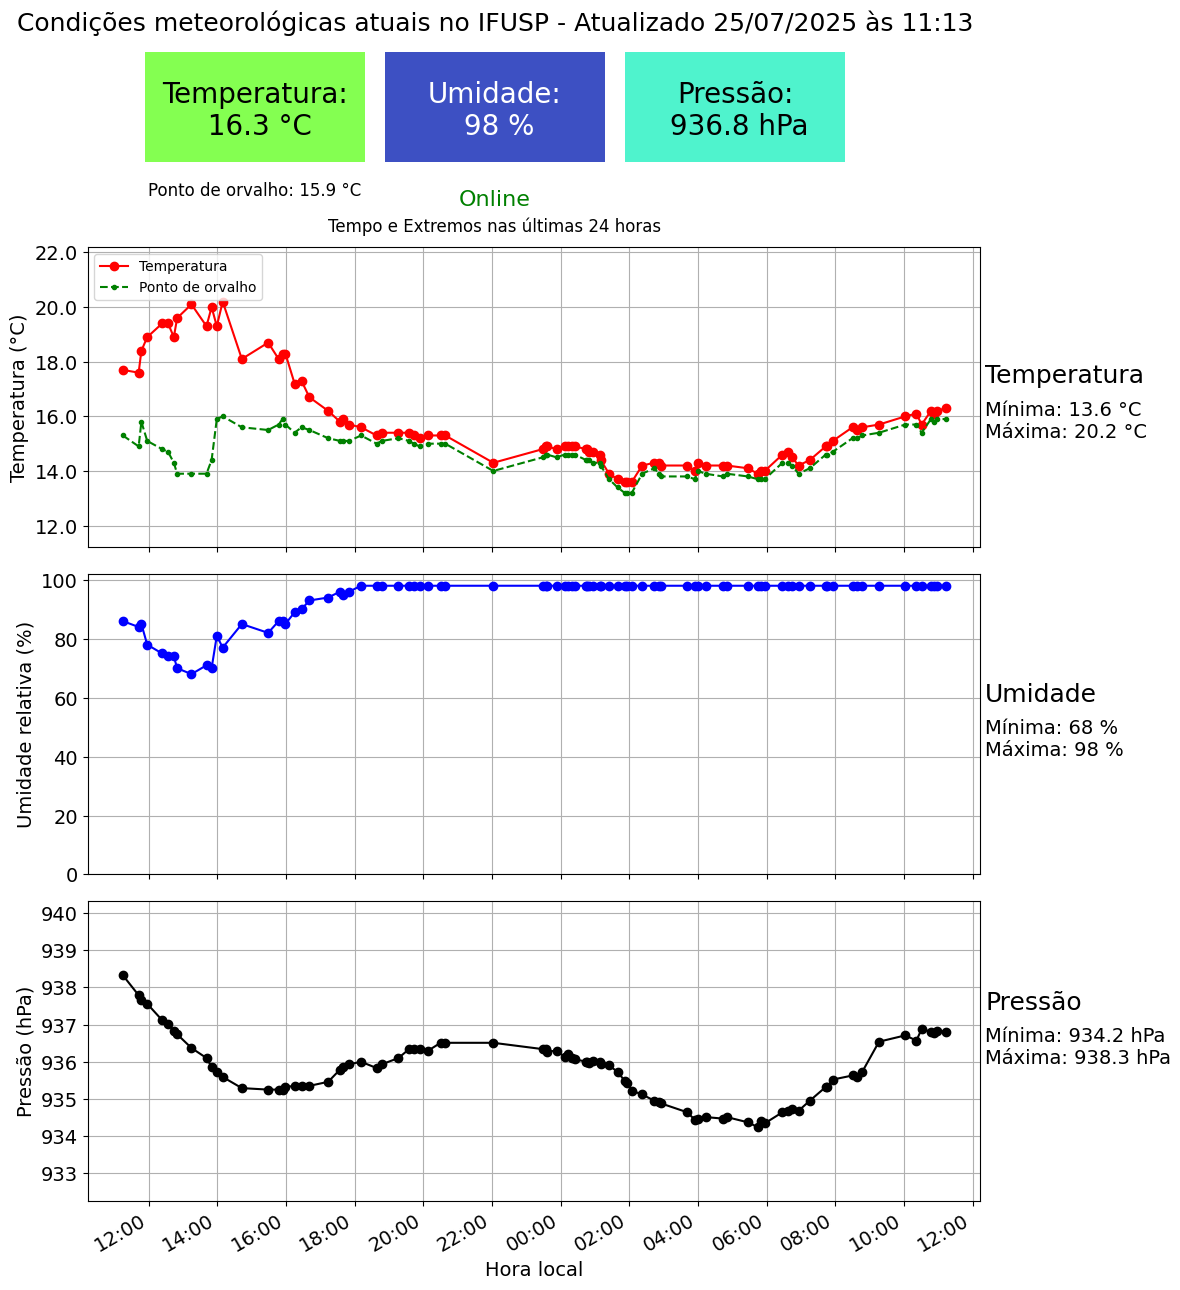 Condições meteorológicas atuais no IFUSP - Atualizado 25/07/2025 às 11:13
Temperatura:
16.3 °C
Umidade:
98 %
Pressão:
936.8 hPa
Ponto de orvalho: 15.9 °C
Online
Tempo e Extremos nas últimas 24 horas
Temperatura (°C)
22.0
20.0
18.0
16.0
14.0
12.0
Temperatura
Ponto de orvalho
Temperatura
Mínima: 13.6 °C
Máxima: 20.2 °C
Umidade relativa (%)
100
80
60
40
20
0
Umidade
Mínima: 68 %
Máxima: 98 %
Pressão (hPa)
940
939
938
937
936
935
934
933
Pressão
Mínima: 934.2 hPa
Máxima: 938.3 hPa
12:00 14:00 16:00 18:00 20:00 22:00 00:00 02:00 04:00 06:00 08:00 10:00 12:00
Hora local